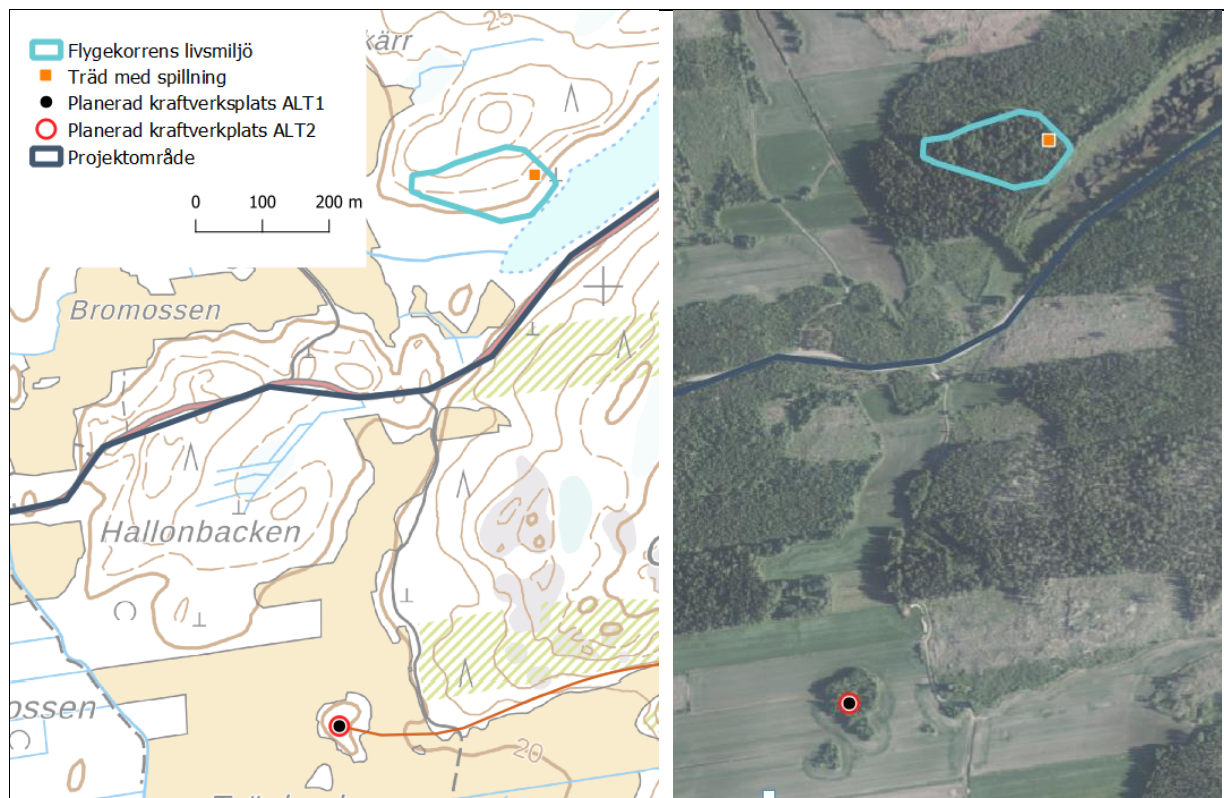 25
kärr
Flygekorrens livsmiljö
Träd med spillning
Planerad kraftverksplats ALT1
Planerad kraftverkplats ALT2
Projektområde
0 100 200 m
Bromossen
Hallonbacken
ossen
20